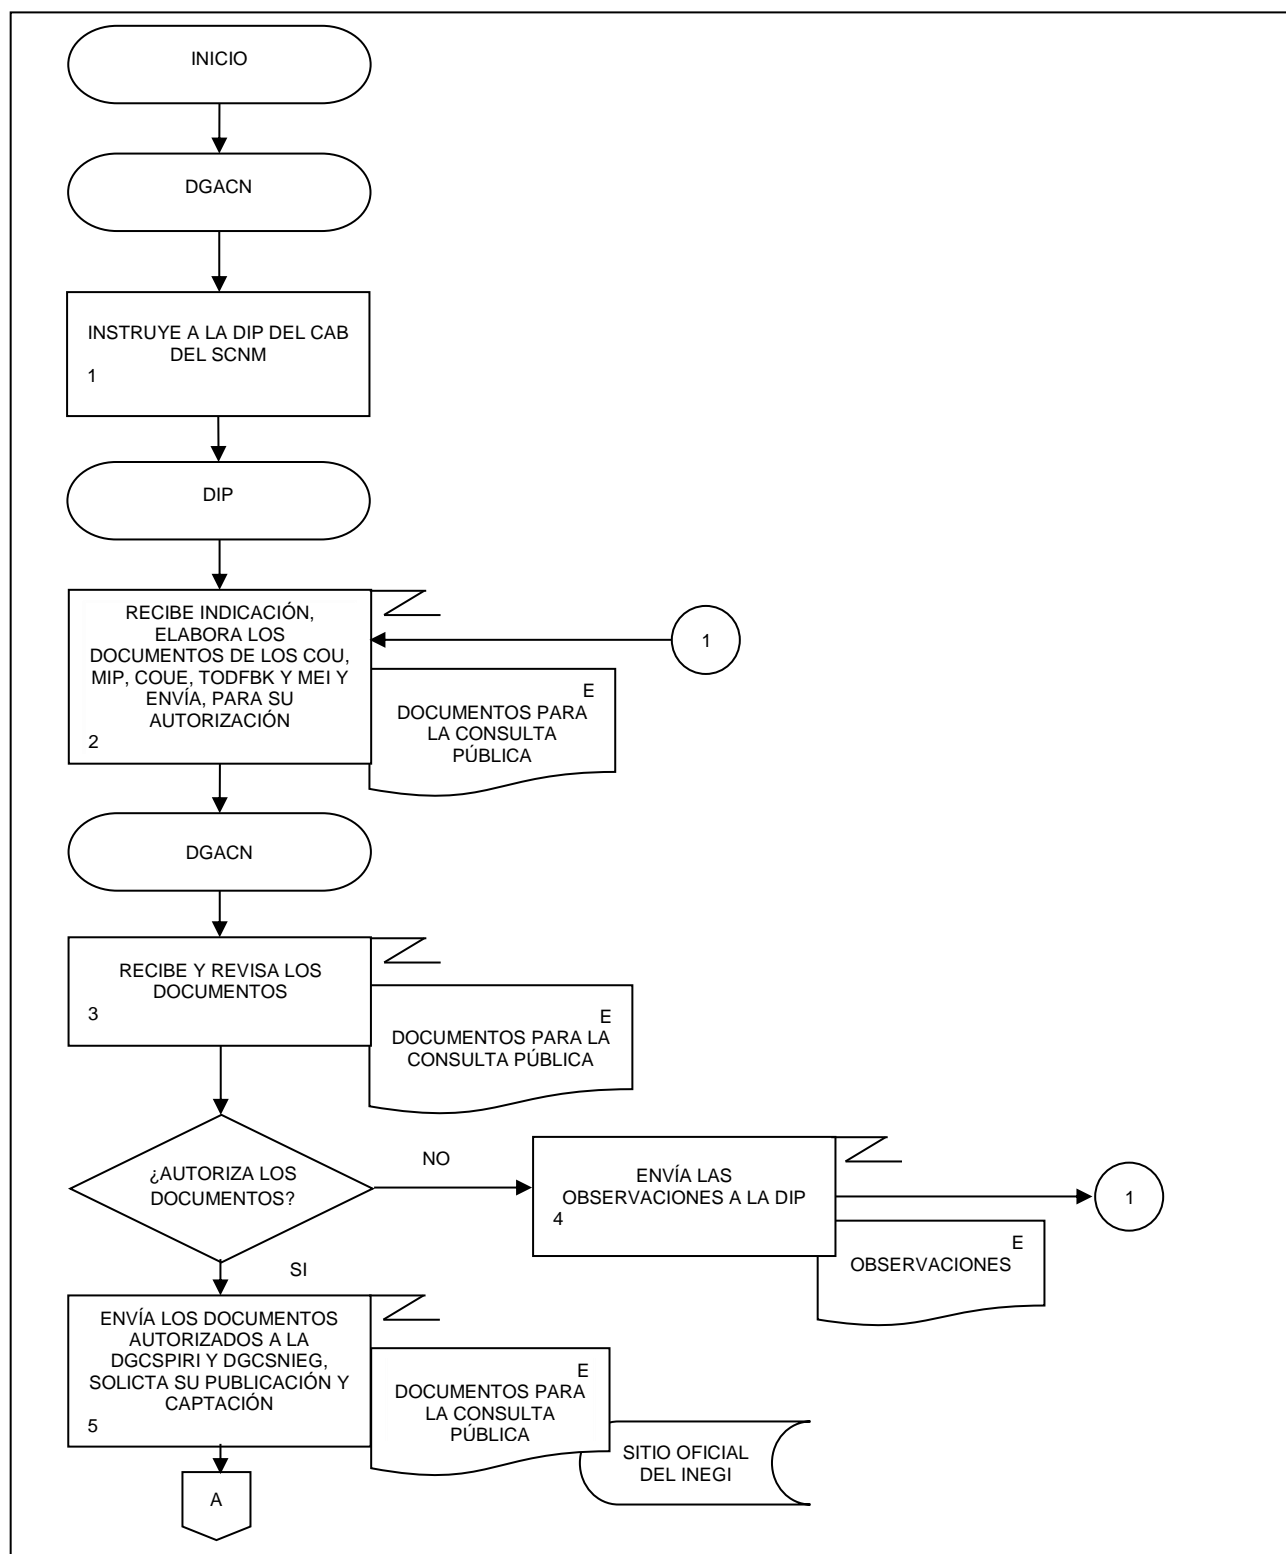 INICIO
DGACN
INSTRUYE A LA DIP DEL CAB
DEL SCNM
1
DIP
RECIBE INDICACIÓN,
ELABORA LOS
DOCUMENTOS DE LOS COU,
MIP, COUE, TODFBK Y MEI Y
ENVÍA, PARA SU
AUTORIZACIÓN
2
1
E
DOCUMENTOS PARA
LA CONSULTA
PÚBLICA
DGACN
RECIBE Y REVISA LOS
DOCUMENTOS
3
E
DOCUMENTOS PARA LA
CONSULTA PÚBLICA
¿AUTORIZA LOS
DOCUMENTOS?
NO
ENVÍA LAS
OBSERVACIONES A LA DIP
4
1
E
OBSERVACIONES
SI
ENVÍA LOS DOCUMENTOS
AUTORIZADOS A LA
DGCSPIRI Y DGCSNIEG,
SOLICTA SU PUBLICACIÓN Y
CAPTACIÓN
5
E
DOCUMENTOS PARA
LA CONSULTA
PÚBLICA
SITIO OFICIAL
DEL INEGI
A